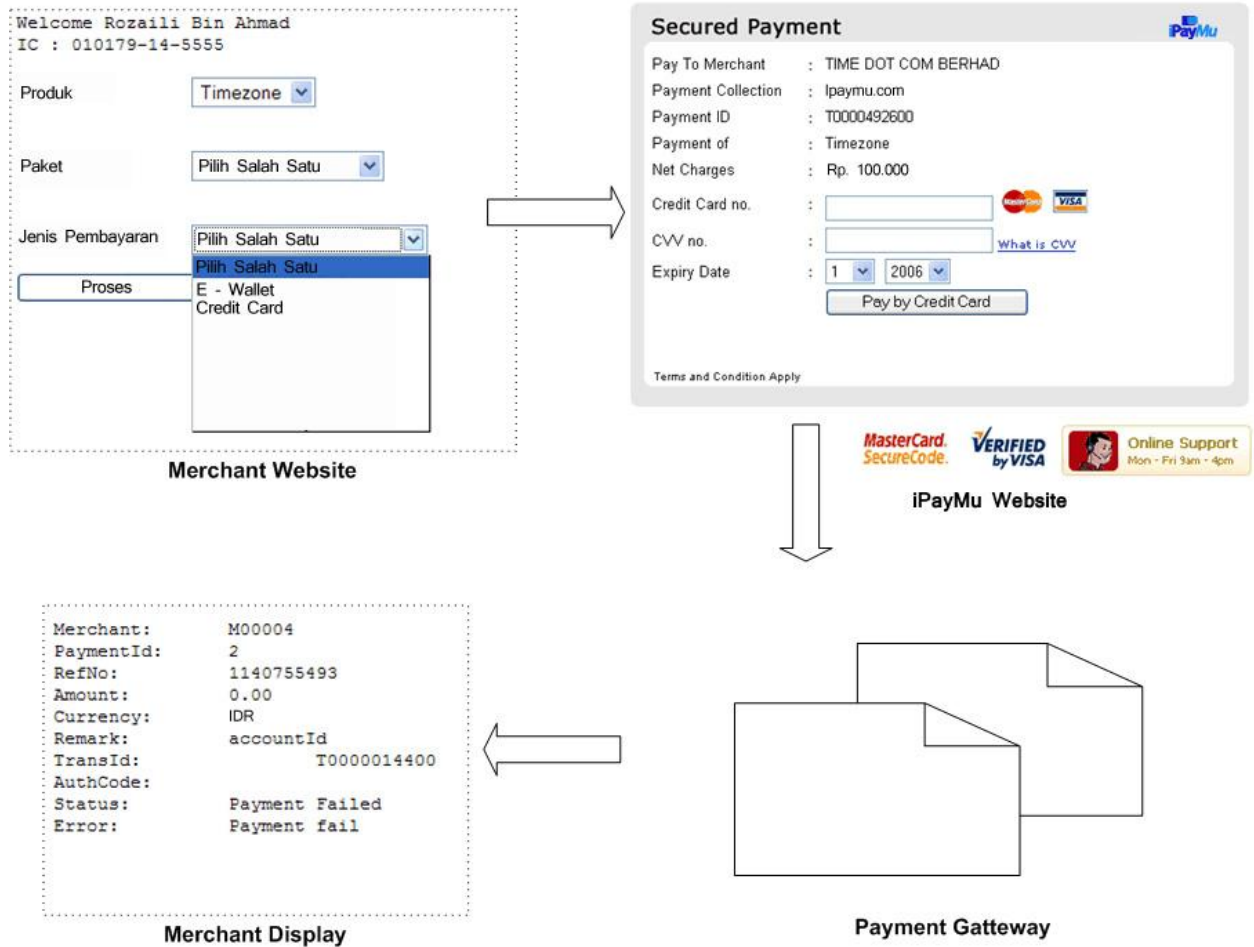 Welcome Rozaili Bin Ahmad
IC : 010179-14-5555
Produk Timezone
Paket Pilih Salah Satu
Jenis Pembayaran Pilih Salah Satu
Pilih Salah Satu
Proses
E - Wallet
Credit Card
Merchant Website
Secured Payment
iPayMu
Pay To Merchant : TIME DOT COM BERHAD
Payment Collection : Ipaymu.com
Payment ID : T0000492600
Payment of : Timezone
Net Charges : Rp. 100.000
Credit Card no. : MasterCard VISA
CVV no. : What is CVV
Expiry Date : 1 2006
Pay by Credit Card
Terms and Condition Apply
MasterCard. SecureCode.
VERIFIED by VISA
Online Support
Mon - Fri 9am - 4pm
iPayMu Website
Merchant: M00004
PaymentId: 2
RefNo: 1140755493
Amount: 0.00
Currency: IDR
Remark: accountId
TransId: T0000014400
AuthCode:
Status: Payment Failed
Error: Payment fail
Merchant Display
Payment Gatteway